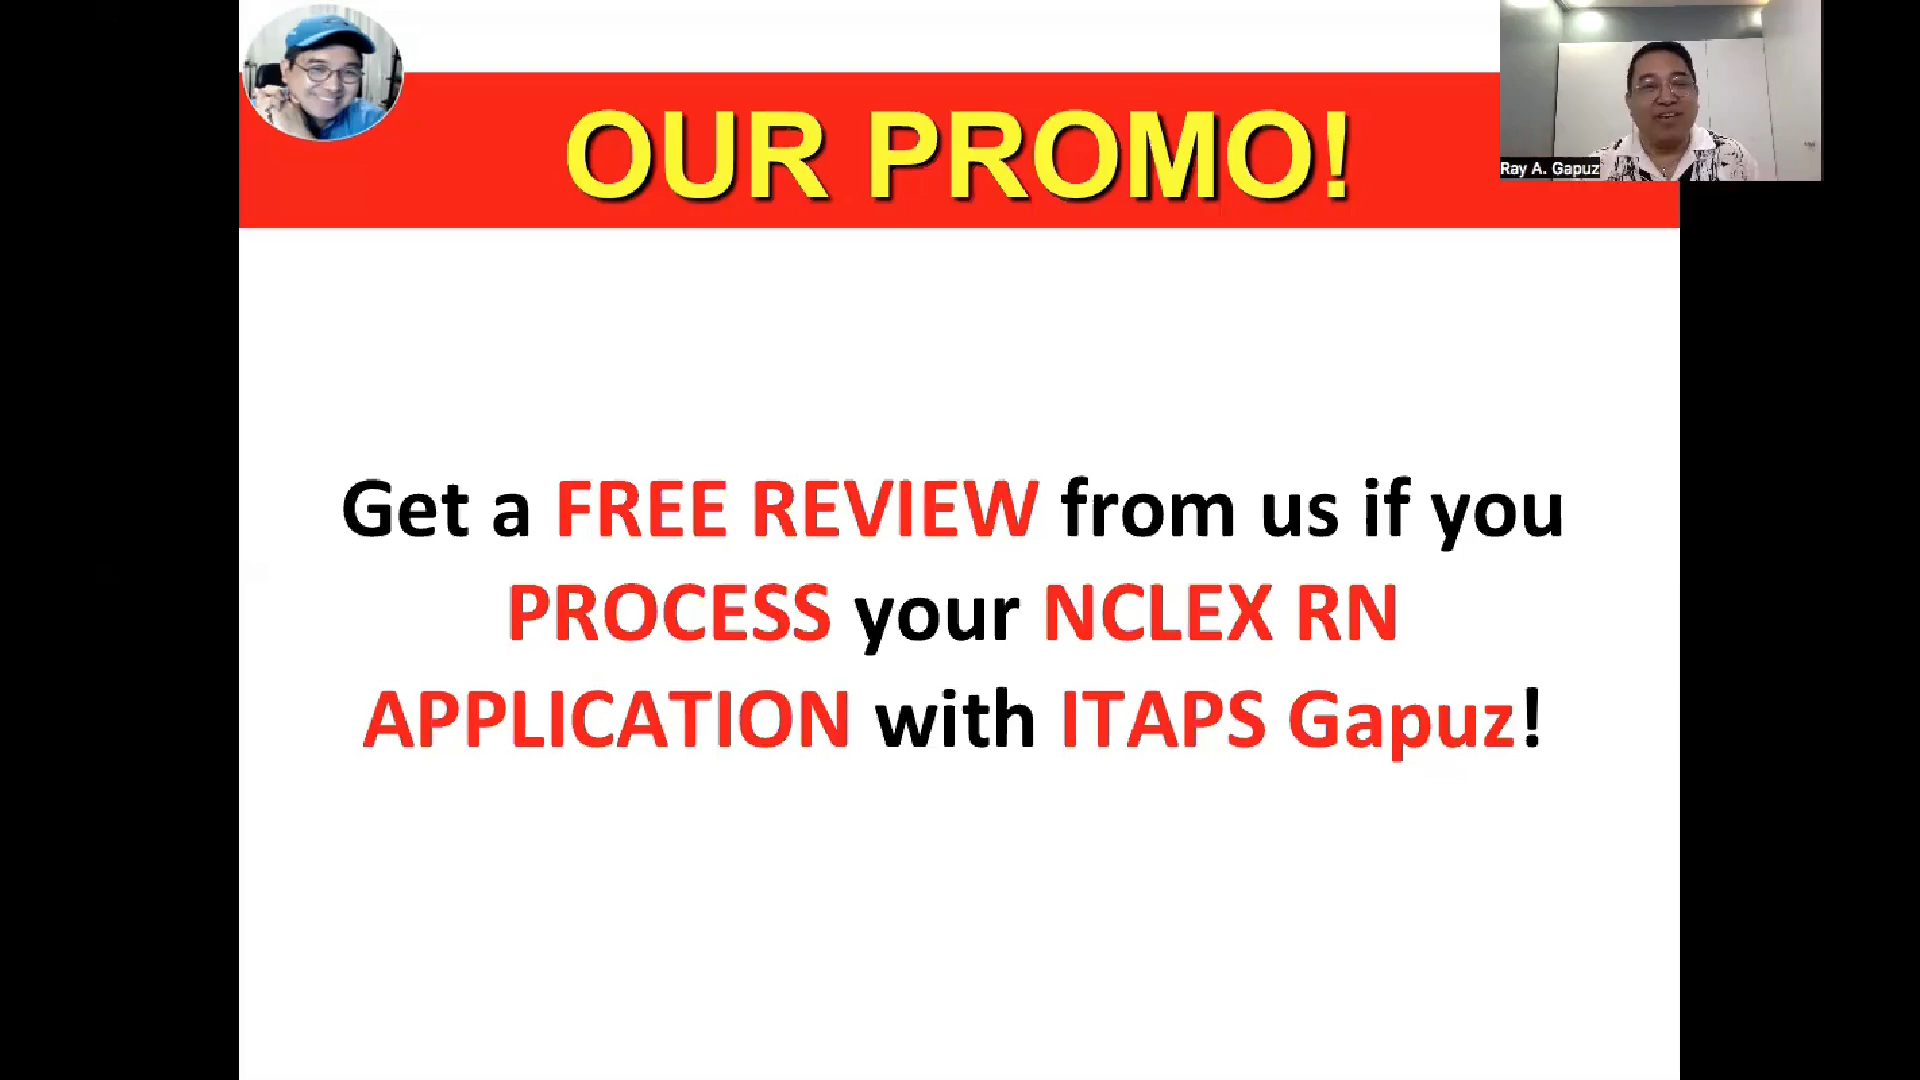 OUR PROMO!
Ray A. Gapuz
Get a FREE REVIEW from us if you
PROCESS your NCLEX RN
APPLICATION with ITAPS Gapuz!